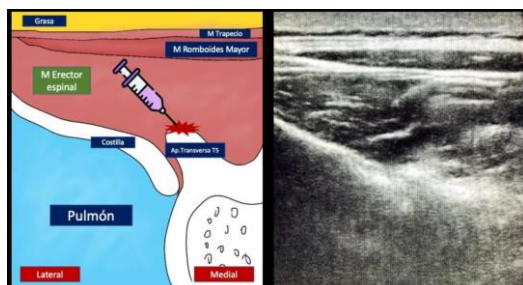 Grasa
M Trapecio
M Romboides Mayor
M Erector
espinal
Costilla
Ap.Transversa T5
Pulmón
Lateral
Medial